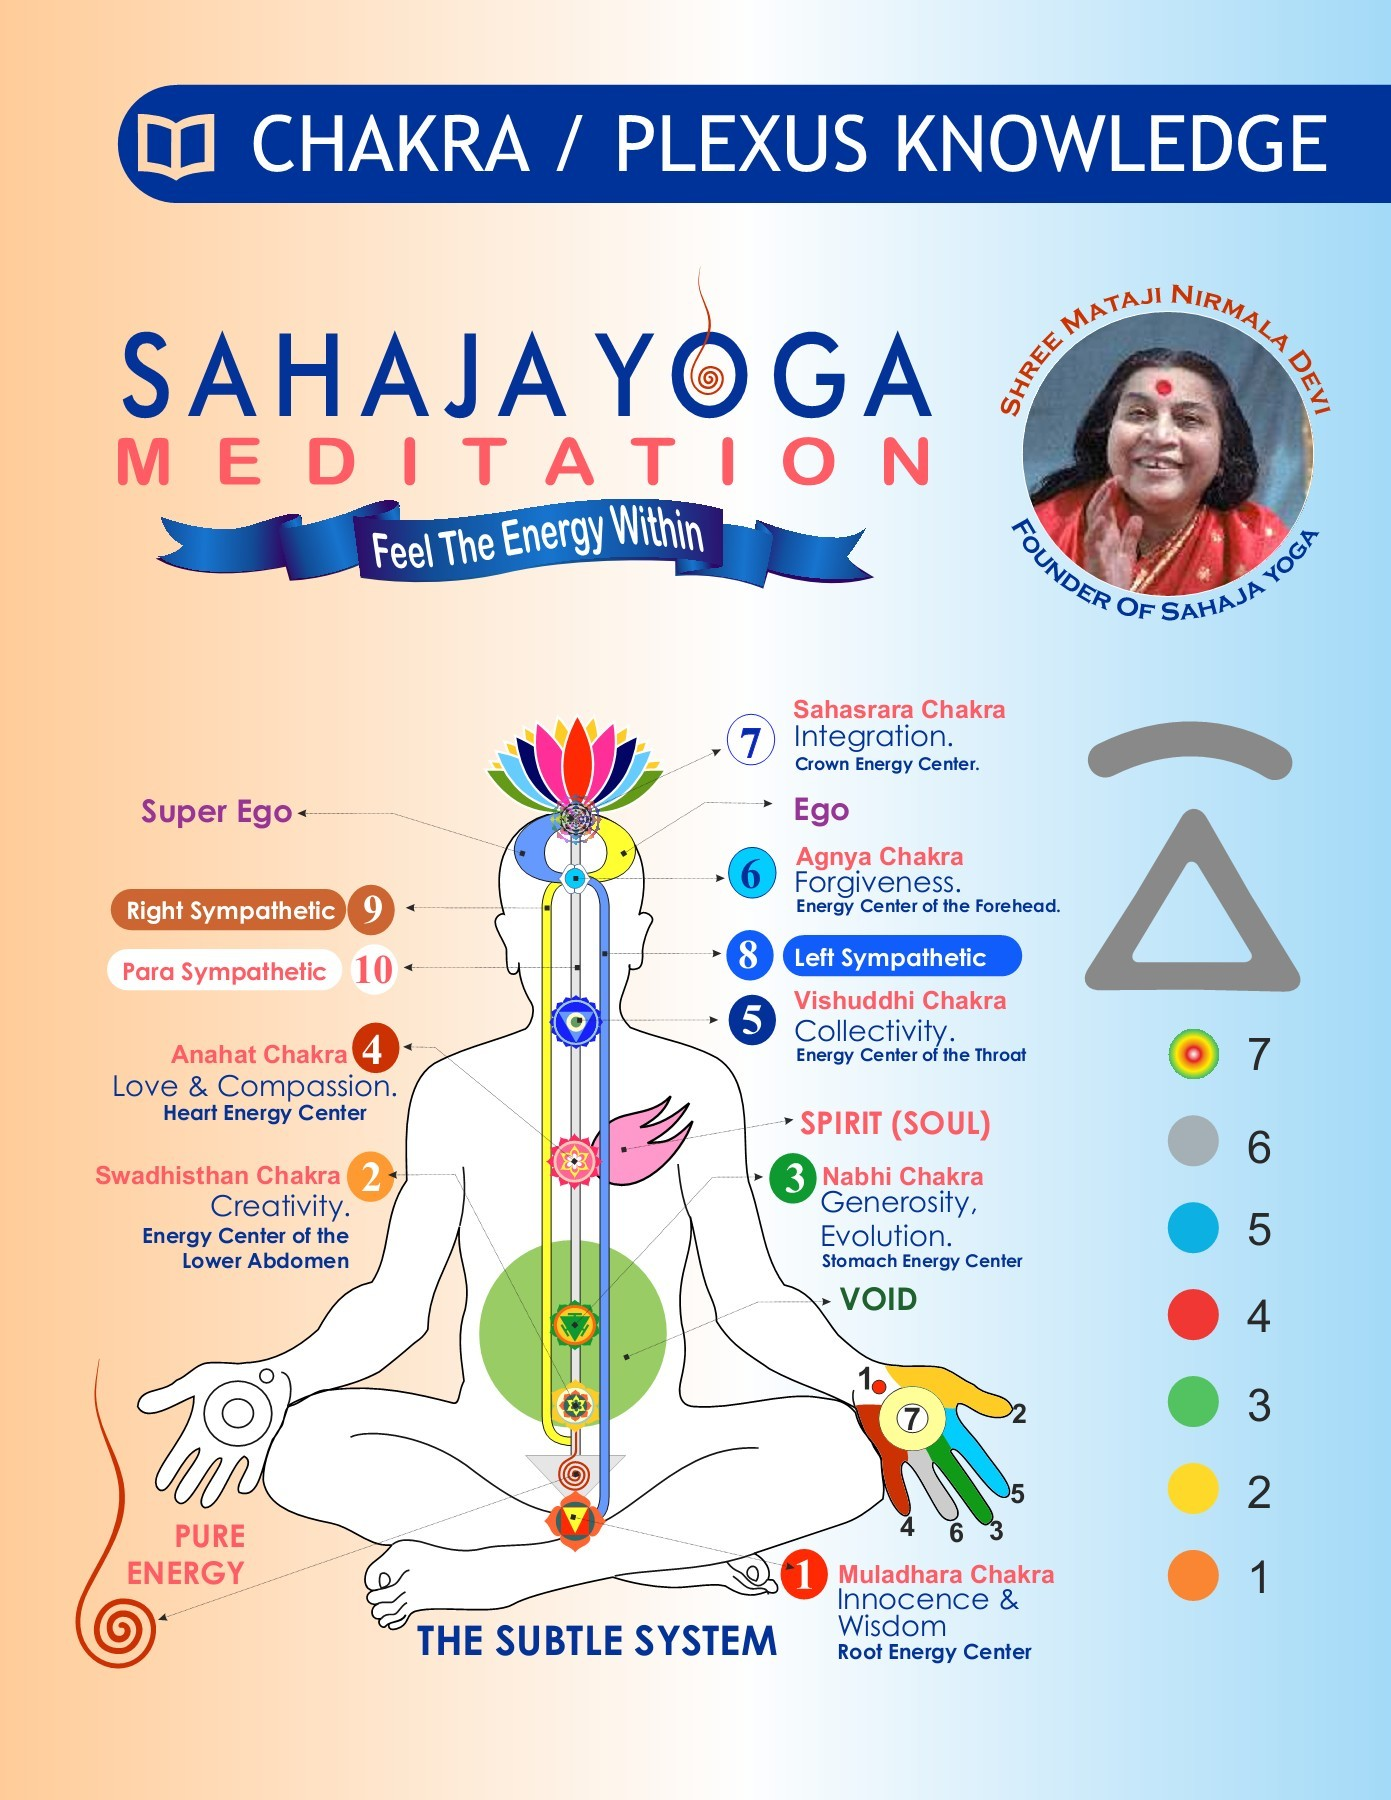 CHAKRA / PLEXUS KNOWLEDGE
SAHAJA YOGA
MEDITATION
Feel The Energy Within
SHREE MATAJI NIRMALA DEVI
FOUNDER OF SAHAJA YOGA
7
Sahasrara Chakra
Integration.
Crown Energy Center.
Super Ego
Ego
6
Agnya Chakra
Forgiveness.
Energy Center of the Forehead.
Right Sympathetic 9
8 Left Sympathetic
Para Sympathetic 10
5
Vishuddhi Chakra
Collectivity.
Energy Center of the Throat
Anahat Chakra 4
Love & Compassion.
Heart Energy Center
SPIRIT (SOUL)
Swadhisthan Chakra 2
Creativity.
Energy Center of the
Lower Abdomen
3 Nabhi Chakra
Generosity,
Evolution.
Stomach Energy Center
VOID
1
7
2
5
4
6
3
PURE
ENERGY
1 Muladhara Chakra
Innocence &
Wisdom
Root Energy Center
THE SUBTLE SYSTEM
7
6
5
4
3
2
1